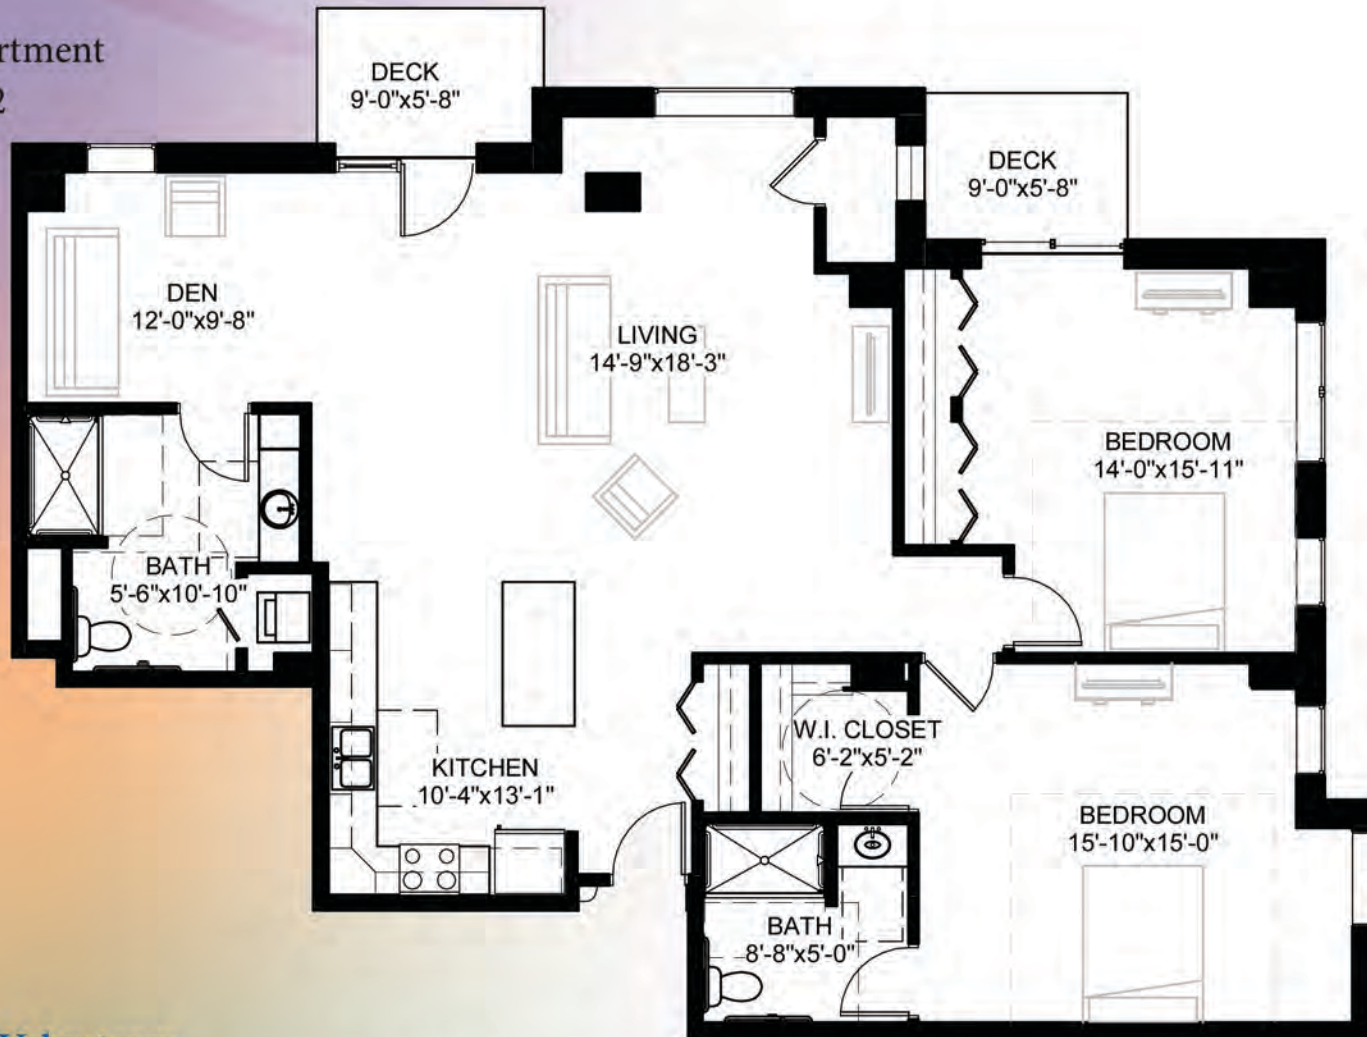 rtment
2
DECK
9'-0"x5'-8"
DECK
9'-0"x5'-8"
DEN
12'-0"x9'-8"
LIVING
14'-9"x18'-3"
BEDROOM
14'-0"x15'-11"
BATH
5'-6"x10'-10"
W.I. CLOSET
6'-2"x5'-2"
KITCHEN
10'-4"x13'-1"
BEDROOM
15'-10"x15'-0"
BATH
8'-8"x5'-0"